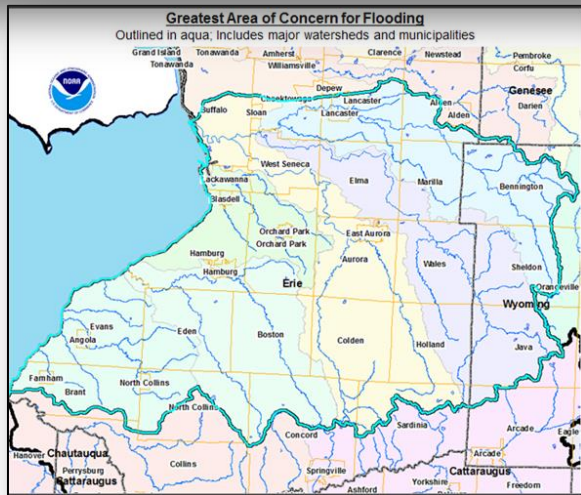 Greatest Area of Concern for Flooding
Outlined in aqua; Includes major watersheds and municipalities
Grand Island
Tonawanda
Tonawanda
Amherst
Clarence
Newstead
Pembroke
Williamsville
Corfu
NOAA
Depew
Genesee
Cheektowaga
Lancaster
Alden
Darien
Buffalo
Sloan
Lancaster
Alden
West Seneca
Lackawanna
Elma
Marilla
Bennington
Blasdell
Orchard Park
East Aurora
Orchard Park
Hamburg
Aurora
Wales
Sheldon
Hamburg
Erie
Orangeville
Wyoming
Evans
Eden
Boston
Angola
Colden
Holland
Java
Farnham
North Collins
Brant
North Collins
Sardinia
Concord
Arcade
Eagle
Hanover
Chautauqua
Collins
Arcade
Perrysburg
Springville
Cattaraugus
Cattaraugus
Yorkshire
Ashford
Freedom